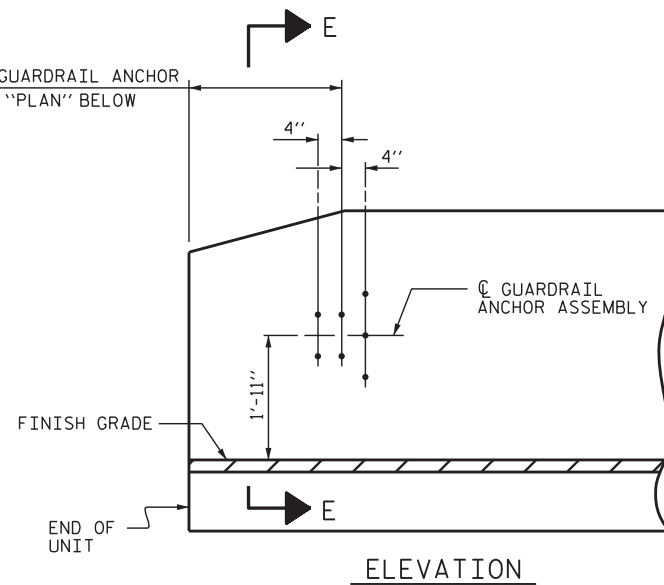 E
GUARDRAIL ANCHOR
"PLAN" BELOW
4''
4''
℄ GUARDRAIL
ANCHOR ASSEMBLY
1'-11''
FINISH GRADE
E
END OF
UNIT
ELEVATION